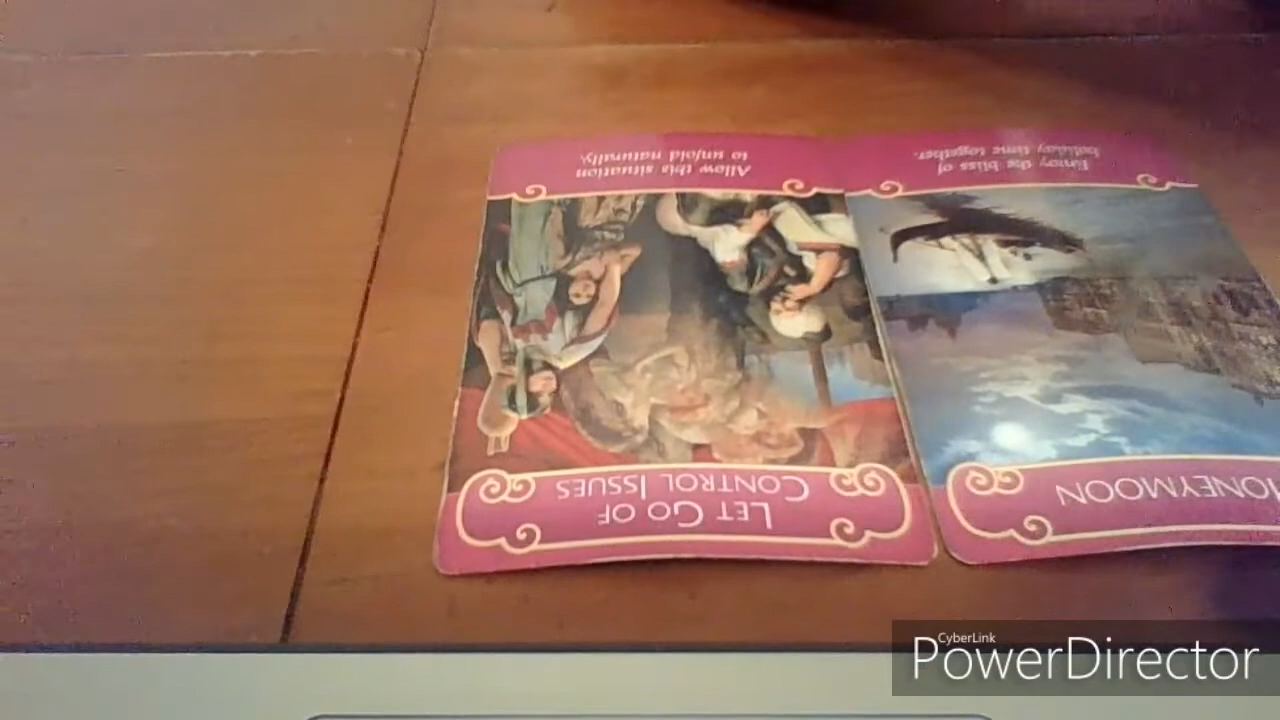 LET GO OF
CONTROL ISSUES
Allow this situation
to unfold naturally.
HONEYMOON
Enjoy the bliss of
holiday time together.
CyberLink
PowerDirector